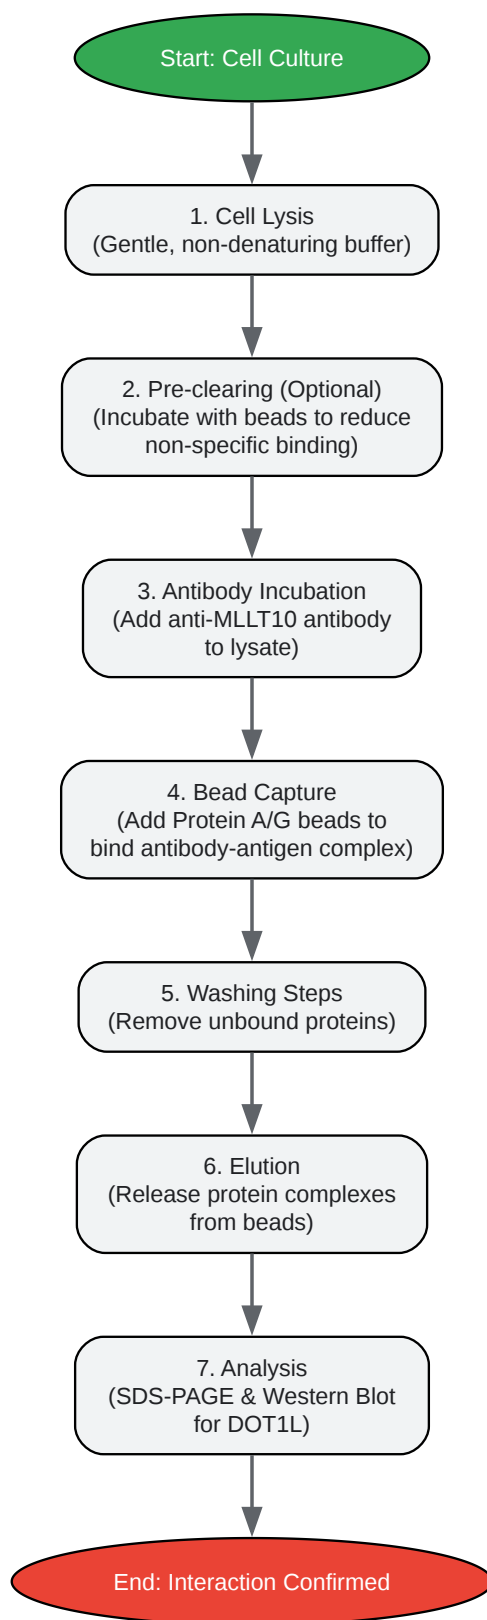 Start: Cell Culture
1. Cell Lysis
(Gentle, non-denaturing buffer)
2. Pre-clearing (Optional)
(Incubate with beads to reduce
non-specific binding)
3. Antibody Incubation
(Add anti-MLLT10 antibody
to lysate)
4. Bead Capture
(Add Protein A/G beads to
bind antibody-antigen complex)
5. Washing Steps
(Remove unbound proteins)
6. Elution
(Release protein complexes
from beads)
7. Analysis
(SDS-PAGE & Western Blot
for DOT1L)
End: Interaction Confirmed